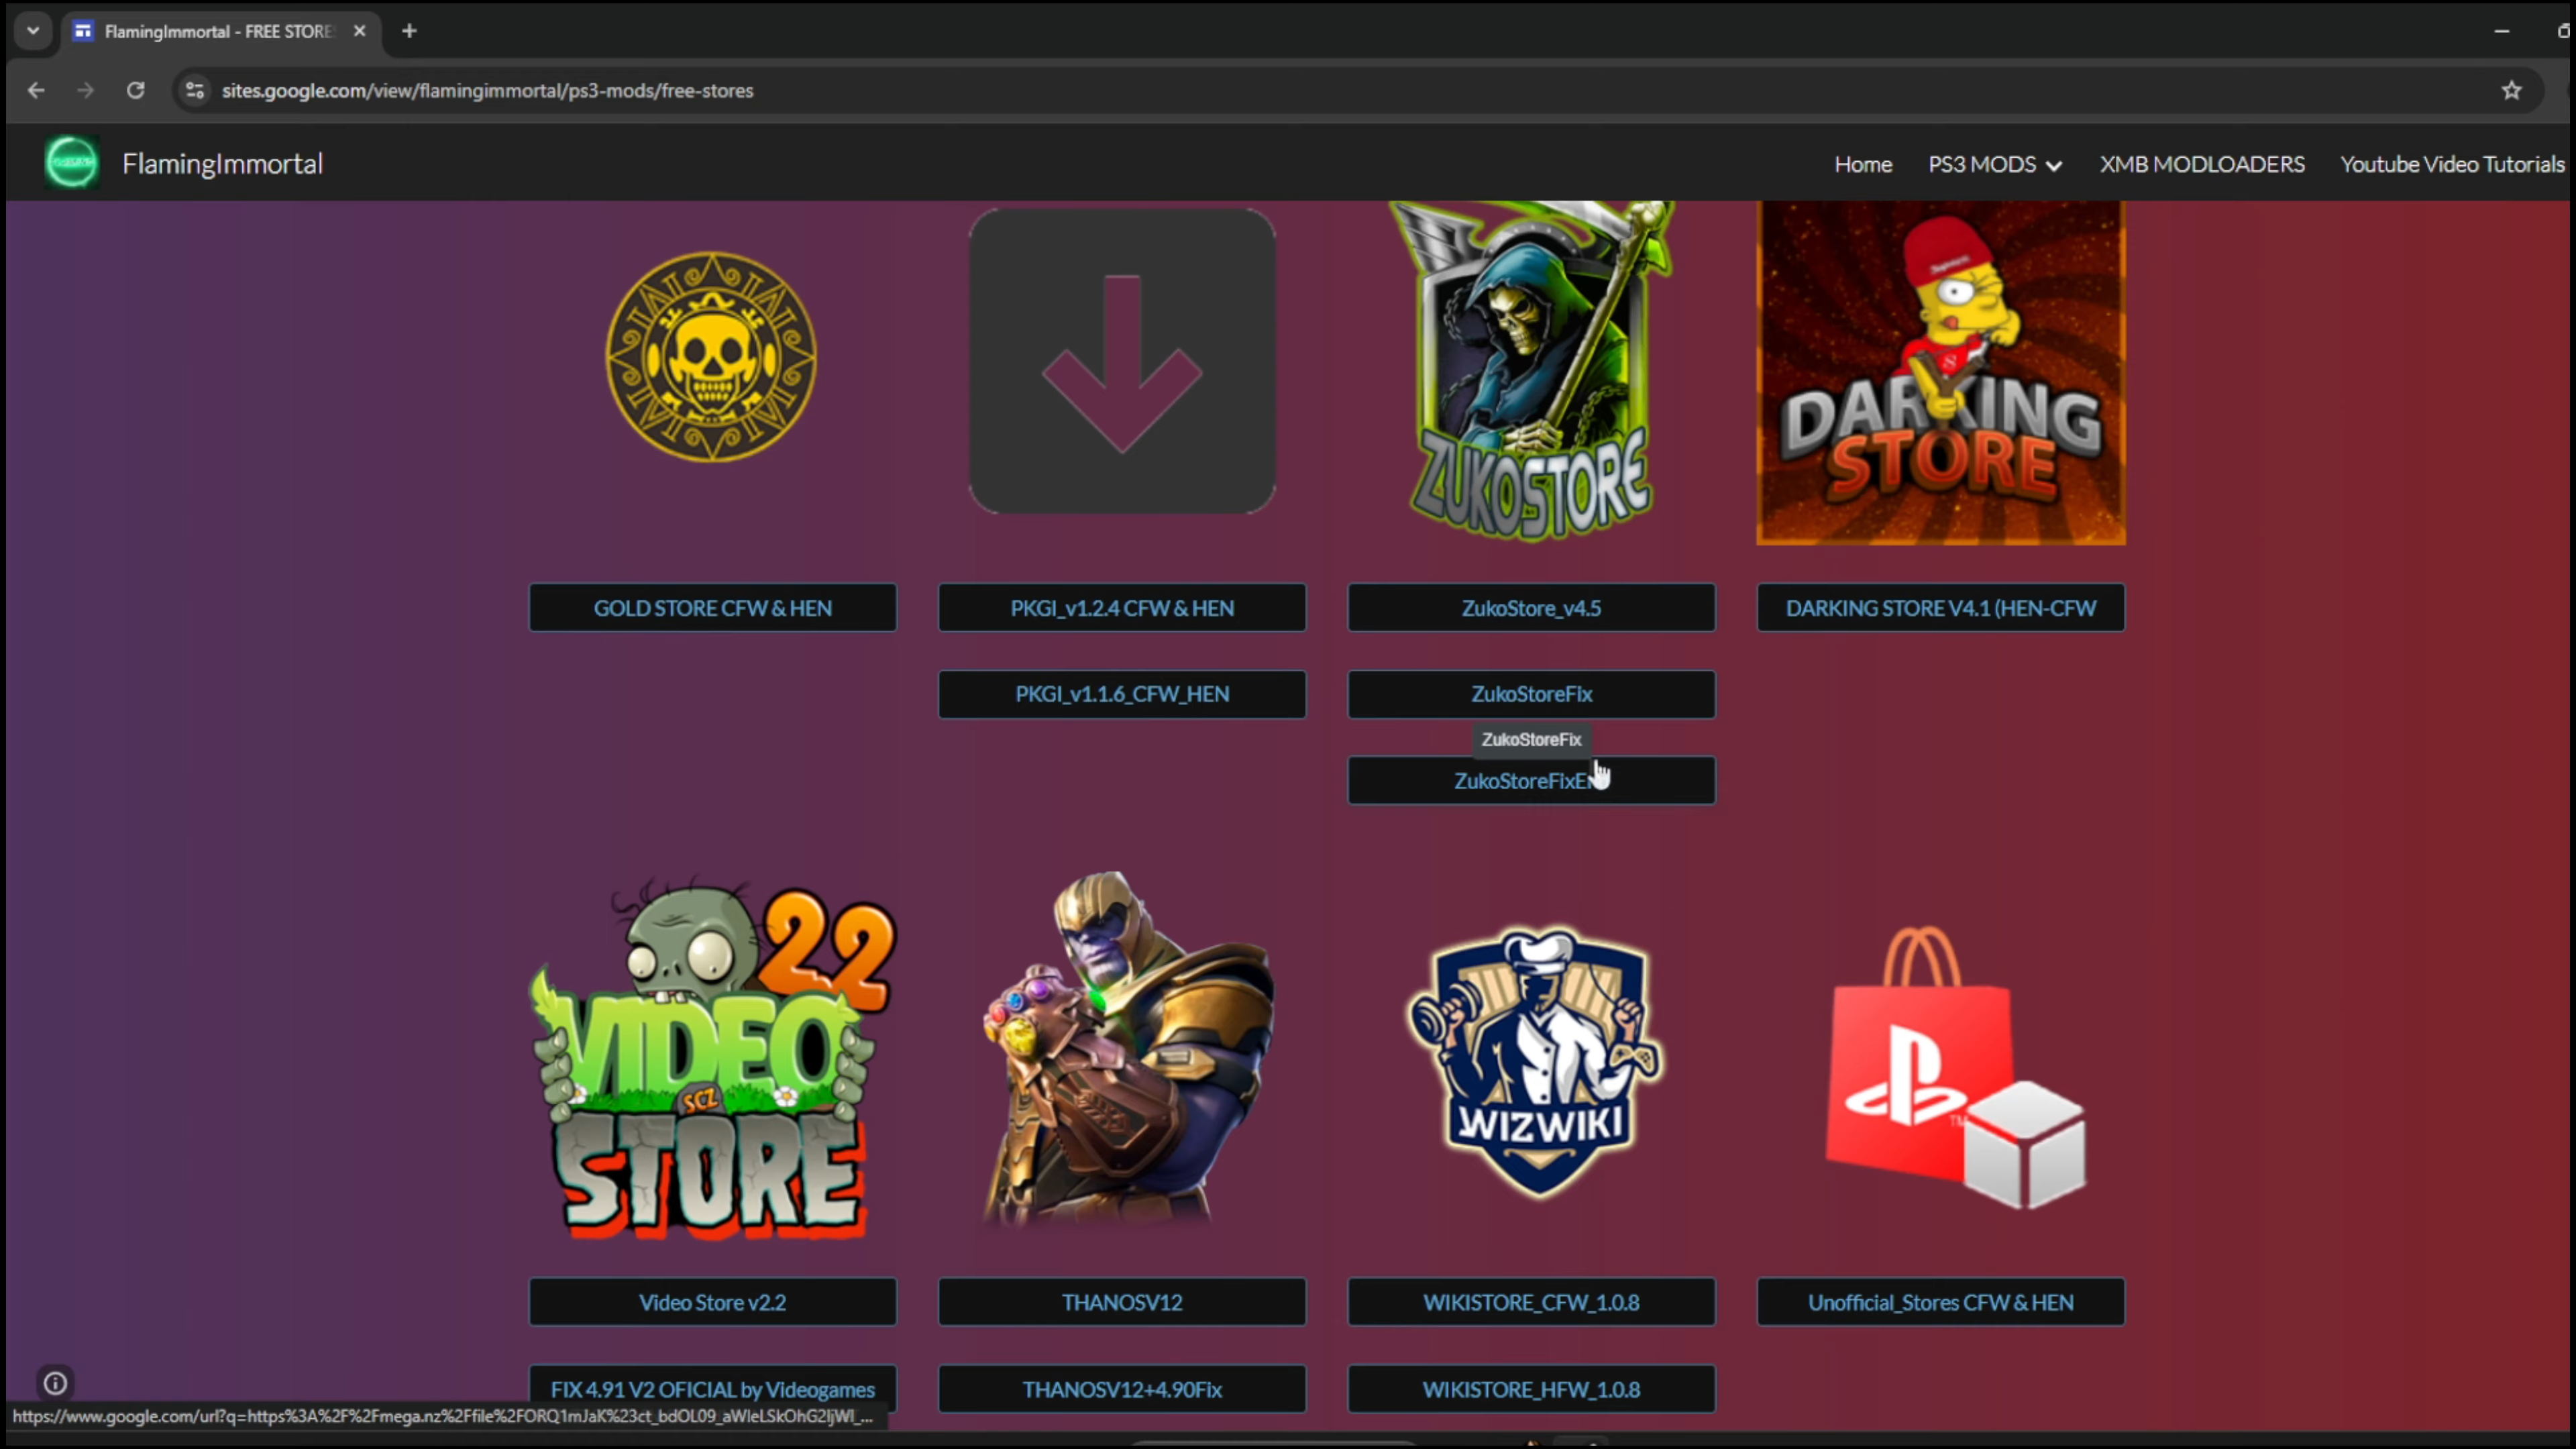 FlamingImmortal - FREE STORE
sites.google.com/view/flamingimmortal/ps3-mods/free-stores
FlamingImmortal
Home
PS3 MODS
XMB MODLOADERS
Youtube Video Tutorials
ZUKOSTORE
DARKING
STORE
GOLD STORE CFW & HEN
PKGI_v1.2.4 CFW & HEN
ZukoStore_v4.5
DARKING STORE V4.1 (HEN-CFW
PKGI_v1.1.6_CFW_HEN
ZukoStoreFix
ZukoStoreFix
22
VIDEO
SCZ
STORE
WIZWIKI
TM
Video Store v2.2
THANOSV12
WIKISTORE_CFW_1.0.8
Unofficial_Stores CFW & HEN
FIX 4.91 V2 OFICIAL by Videogames
THANOSV12+4.90Fix
WIKISTORE_HFW_1.0.8